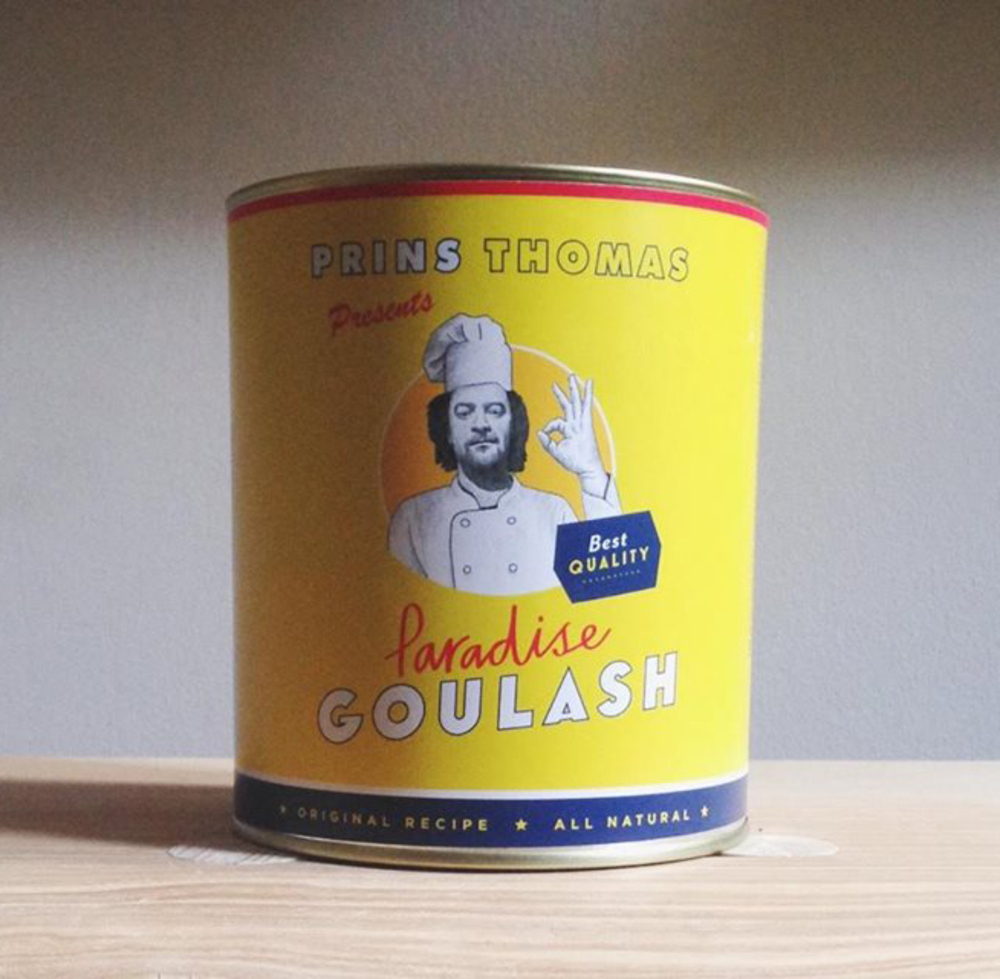 PRINS THOMAS
Presents
Best
QUALITY
Paradise
GOULASH
★ ORIGINAL RECIPE ★ ALL NATURAL ★